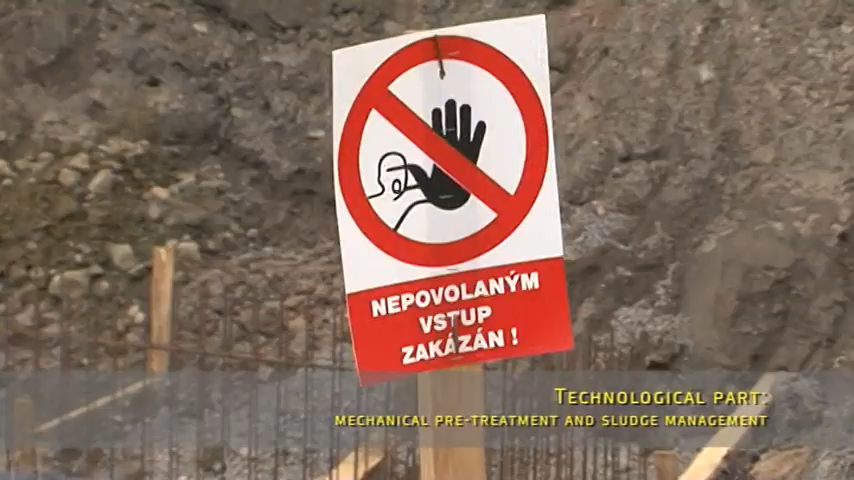 NEPOVOLANÝM
VSTUP
ZAKÁZÁN !
TECHNOLOGICAL PART:
MECHANICAL PRE-TREATMENT AND SLUDGE MANAGEMENT